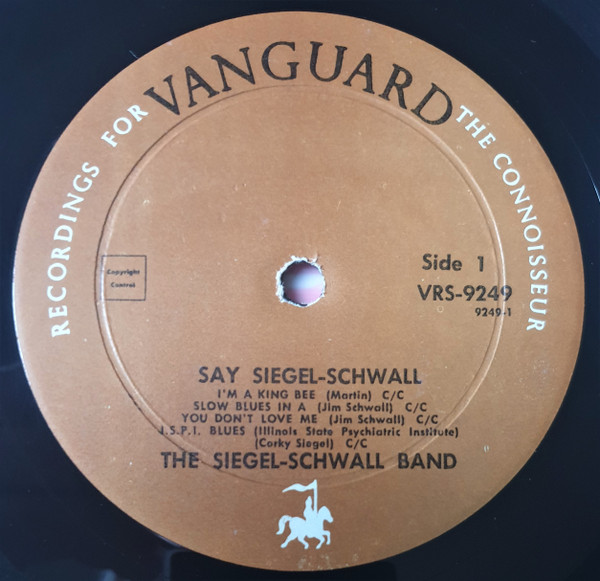 RECORDINGS FOR VANGUARD THE CONNOISSEUR
Copyright
Control
Side 1
VRS-9249
9249-1
SAY SIEGEL-SCHWALL
I'M A KING BEE (Martin) C/C
SLOW BLUES IN A (Jim Schwall) C/C
YOU DON'T LOVE ME (Jim Schwall) C/C
I.S.P.I. BLUES (Illinois State Psychiatric Institute)
(Corky Siegel) C/C
THE SIEGEL-SCHWALL BAND